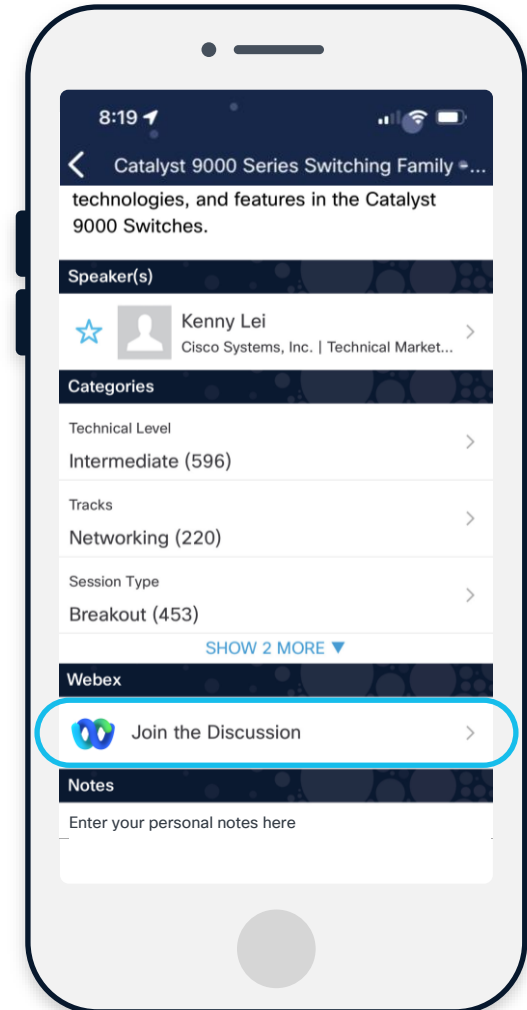 8:19
Catalyst 9000 Series Switching Family -...
technologies, and features in the Catalyst
9000 Switches.
Speaker(s)
Kenny Lei
Cisco Systems, Inc. | Technical Market...
Categories
Technical Level
Intermediate (596)
Tracks
Networking (220)
Session Type
Breakout (453)
SHOW 2 MORE ▼
Webex
Join the Discussion
Notes
Enter your personal notes here